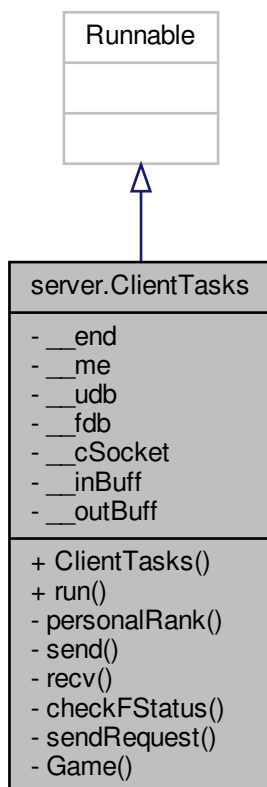 Runnable
server.ClientTasks
- __end
- __me
- __udb
- __fdb
- __cSocket
- __inBuff
- __outBuff
+ ClientTasks()
+ run()
- personalRank()
- send()
- recv()
- checkFStatus()
- sendRequest()
- Game()